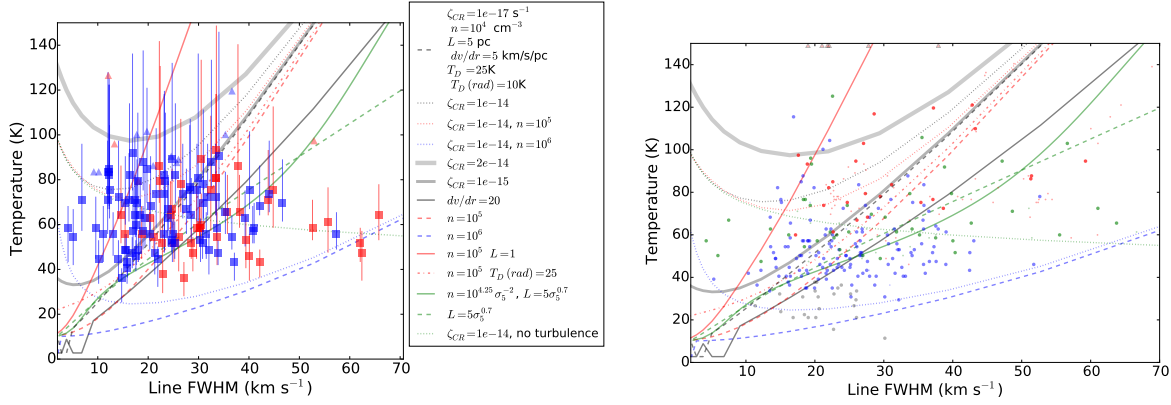 140
120
100
80
60
40
20
0
10
20
30
40
50
60
70
Temperature (K)
Line FWHM (km s⁻¹)
ζ_CR = 1e−17 s⁻¹
n = 10⁴ cm⁻³
L = 5 pc
dv/dr = 5 km/s/pc
T_D = 25K
T_D (rad) = 10K
ζ_CR = 1e−14
ζ_CR = 1e−14, n = 10⁵
ζ_CR = 1e−14, n = 10⁶
ζ_CR = 2e−14
ζ_CR = 1e−15
dv/dr = 20
n = 10⁵
n = 10⁶
n = 10⁵ L = 1
n = 10⁵ T_D (rad) = 25
n = 10^4.25 σ_5^−2, L = 5σ_5^0.7
L = 5σ_5^0.7
ζ_CR = 1e−14, no turbulence
140
120
100
80
60
40
20
0
10
20
30
40
50
60
70
Temperature (K)
Line FWHM (km s⁻¹)